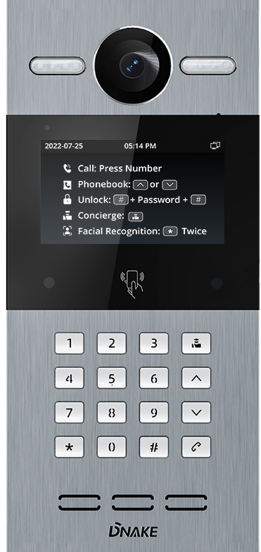 2022-07-25 05:14 PM
Call: Press Number
Phonebook: or
Unlock: # + Password + #
Concierge:
Facial Recognition: * Twice
1 2 3
4 5 6
7 8 9
* 0 #
DNAKE